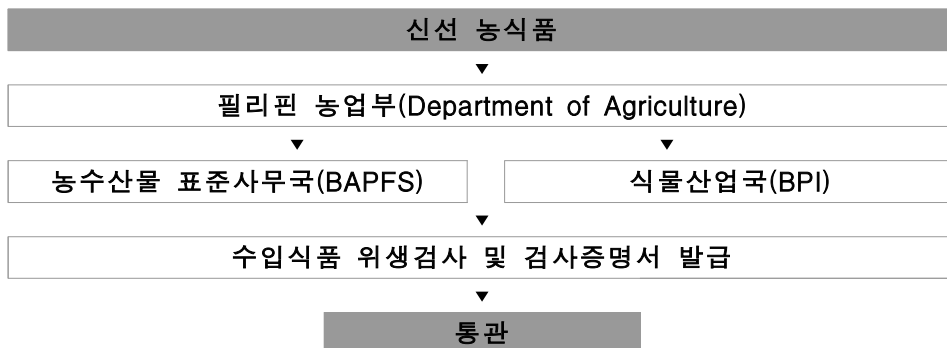 신선 농식품
▼
필리핀 농업부(Department of Agriculture)
▼ ▼
농수산물 표준사무국(BAPFS) 식물산업국(BPI)
▼
수입식품 위생검사 및 검사증명서 발급
▼
통관